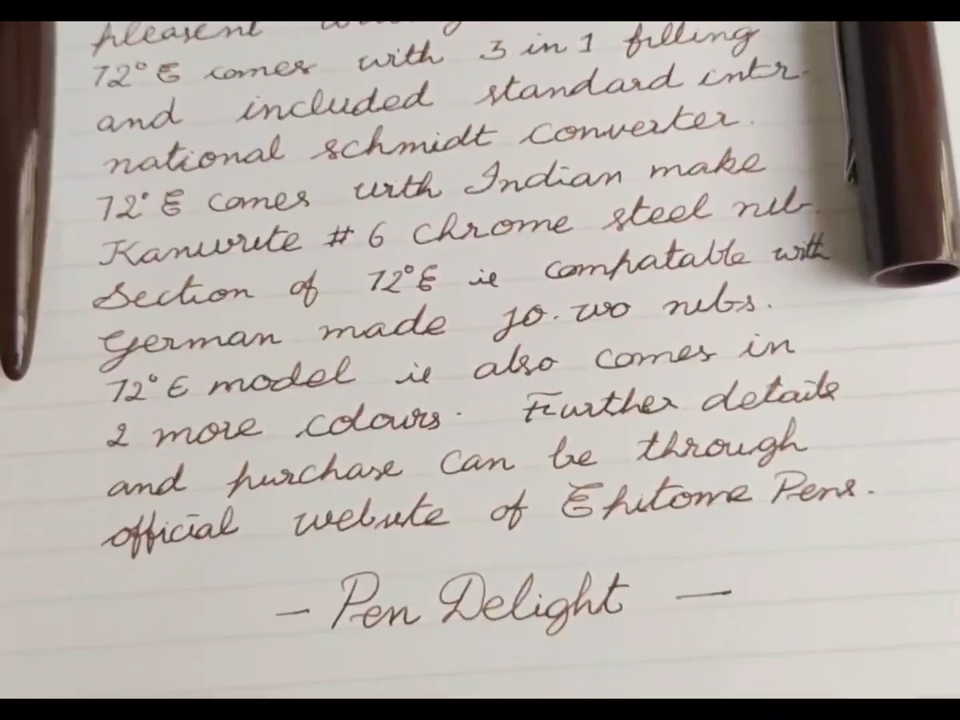 pleasent
72°E comes with 3 in 1 filling
and included standard intr-
national schmidt converter.
72°E comes with Indian make
Kanwrite #6 chrome steel nib.
Section of 72°E is compatable with
German made jo.wo nibs.
72°E model is also comes in
2 more colours. Further details
and purchase can be through
official website of Epitome Pens.
- Pen Delight -